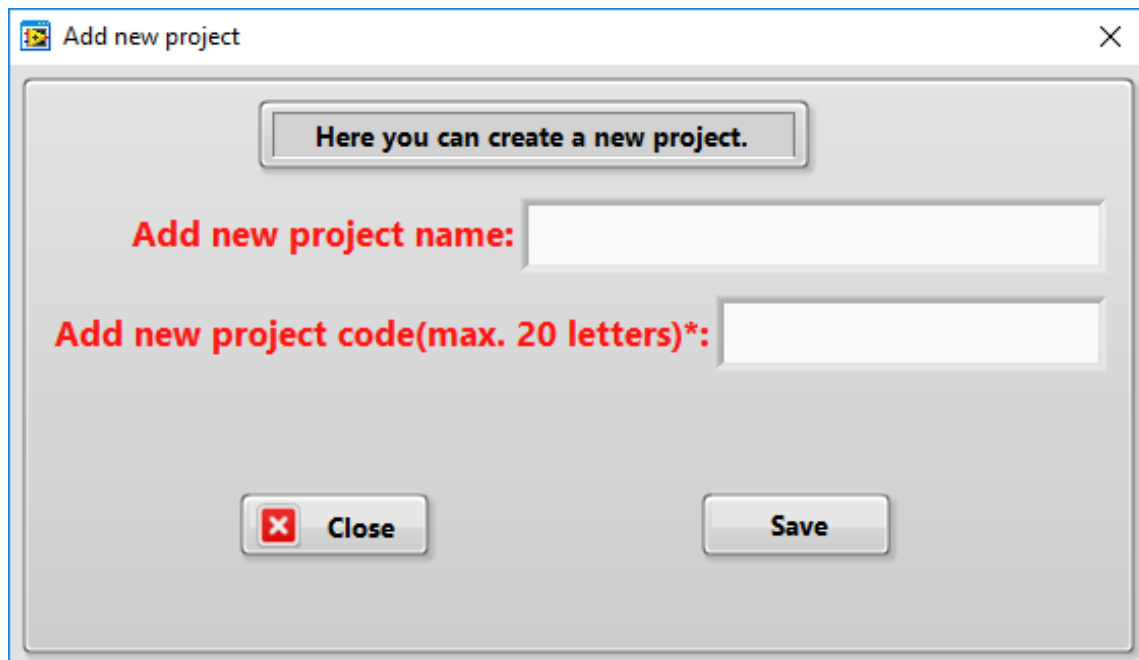 Add new project
Here you can create a new project.
Add new project name:
Add new project code(max. 20 letters)*:
Close
Save